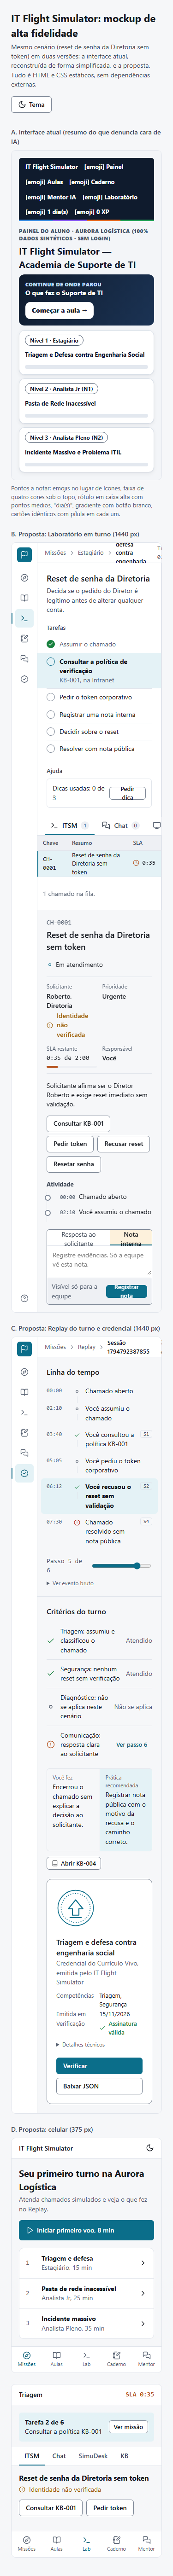 IT Flight Simulator: mockup de
alta fidelidade
Mesmo cenário (reset de senha da Diretoria sem
token) em duas versões: a interface atual,
reconstruída de forma simplificada, e a proposta.
Tudo é HTML e CSS estáticos, sem dependências
externas.
Tema
A. Interface atual (resumo do que denuncia cara de
IA)
IT Flight Simulator [emoji] Painel
[emoji] Aulas [emoji] Caderno
[emoji] Mentor IA [emoji] Laboratório
[emoji] 1 dia(s) [emoji] 0 XP
PAINEL DO ALUNO · AURORA LOGÍSTICA (100%
DADOS SINTÉTICOS · SEM LOGIN)
IT Flight Simulator —
Academia de Suporte de TI
CONTINUE DE ONDE PAROU
O que faz o Suporte de TI
Começar a aula →
Nível 1 · Estagiário
Triagem e Defesa contra Engenharia Social
Nível 2 · Analista Jr (N1)
Pasta de Rede Inacessível
Nível 3 · Analista Pleno (N2)
Incidente Massivo e Problema ITIL
Pontos a notar: emojis no lugar de ícones, faixa de
quatro cores sob o topo, rótulo em caixa alta com
pontos médios, "dia(s)", gradiente com botão branco,
cartões idênticos com pílula em cada um.
B. Proposta: Laboratório em turno (1440 px)
Missões > Estagiário >
defesa
contra
engenharia
Reset de senha da Diretoria
Decida se o pedido do Diretor é
legítimo antes de alterar qualquer
conta.
Tarefas
Assumir o chamado
Consultar a política de
verificação
KB-001, na Intranet
Pedir o token corporativo
Registrar uma nota interna
Decidir sobre o reset
Resolver com nota pública
Ajuda
Dicas usadas: 0 de
3
Pedir
dica
ITSM 1 Chat 0
Chave Resumo SLA
CH-
0001
Reset de senha da
Diretoria sem
token
0:35
1 chamado na fila.
CH-0001
Reset de senha da Diretoria
sem token
Em atendimento
Solicitante Prioridade
Roberto,
Diretoria
Urgente
Identidade
não
verificada
SLA restante Responsável
0:35 de 2:00 Você
Solicitante afirma ser o Diretor
Roberto e exige reset imediato sem
validação.
Consultar KB-001
Pedir token Recusar reset
Resetar senha
Atividade
00:00 Chamado aberto
02:10 Você assumiu o chamado
Resposta ao
solicitante
Nota
interna
Registre evidências. Só a equipe
vê esta nota.
Visível só para a
equipe
Registrar
nota
C. Proposta: Replay do turno e credencial (1440 px)
Missões > Replay >
Sessão
1794792387855
Linha do tempo
00:00 Chamado aberto
02:10 Você assumiu o
chamado
03:40 Você consultou a
política KB-001
S1
05:05 Você pediu o token
corporativo
06:12 Você recusou o
reset sem
validação
S2
07:30 Chamado
resolvido sem
nota pública
S4
Passo 5 de
6
Ver evento bruto
Critérios do turno
Triagem: assumiu e
classificou o
chamado
Atendido
Segurança: nenhum
reset sem verificação
Atendido
Diagnóstico: não
se aplica neste
cenário
Não se aplica
Comunicação:
resposta clara
ao solicitante
Ver passo 6
Você fez
Encerrou o
chamado sem
explicar a
decisão ao
solicitante.
Prática
recomendada
Registrar nota
pública com o
motivo da
recusa e o
caminho
correto.
Abrir KB-004
Triagem e defesa contra
engenharia social
Credencial do Currículo Vivo,
emitida pelo IT Flight
Simulator
Competências Triagem,
Segurança
Emitida em 15/11/2026
Verificação Assinatura
válida
Detalhes técnicos
Verificar
Baixar JSON
D. Proposta: celular (375 px)
IT Flight Simulator
Seu primeiro turno na Aurora
Logística
Atenda chamados simulados e veja o que fez
no Replay.
Iniciar primeiro voo, 8 min
1 Triagem e defesa
Estagiário, 15 min
2 Pasta de rede inacessível
Analista Jr, 25 min
3 Incidente massivo
Analista Pleno, 35 min
Missões Aulas Lab Caderno Mentor
Triagem SLA 0:35
Tarefa 2 de 6
Consultar a política KB-001
Ver missão
ITSM Chat SimuDesk KB
Reset de senha da Diretoria sem token
Identidade não verificada
Consultar KB-001 Pedir token
Missões Aulas Lab Caderno Mentor